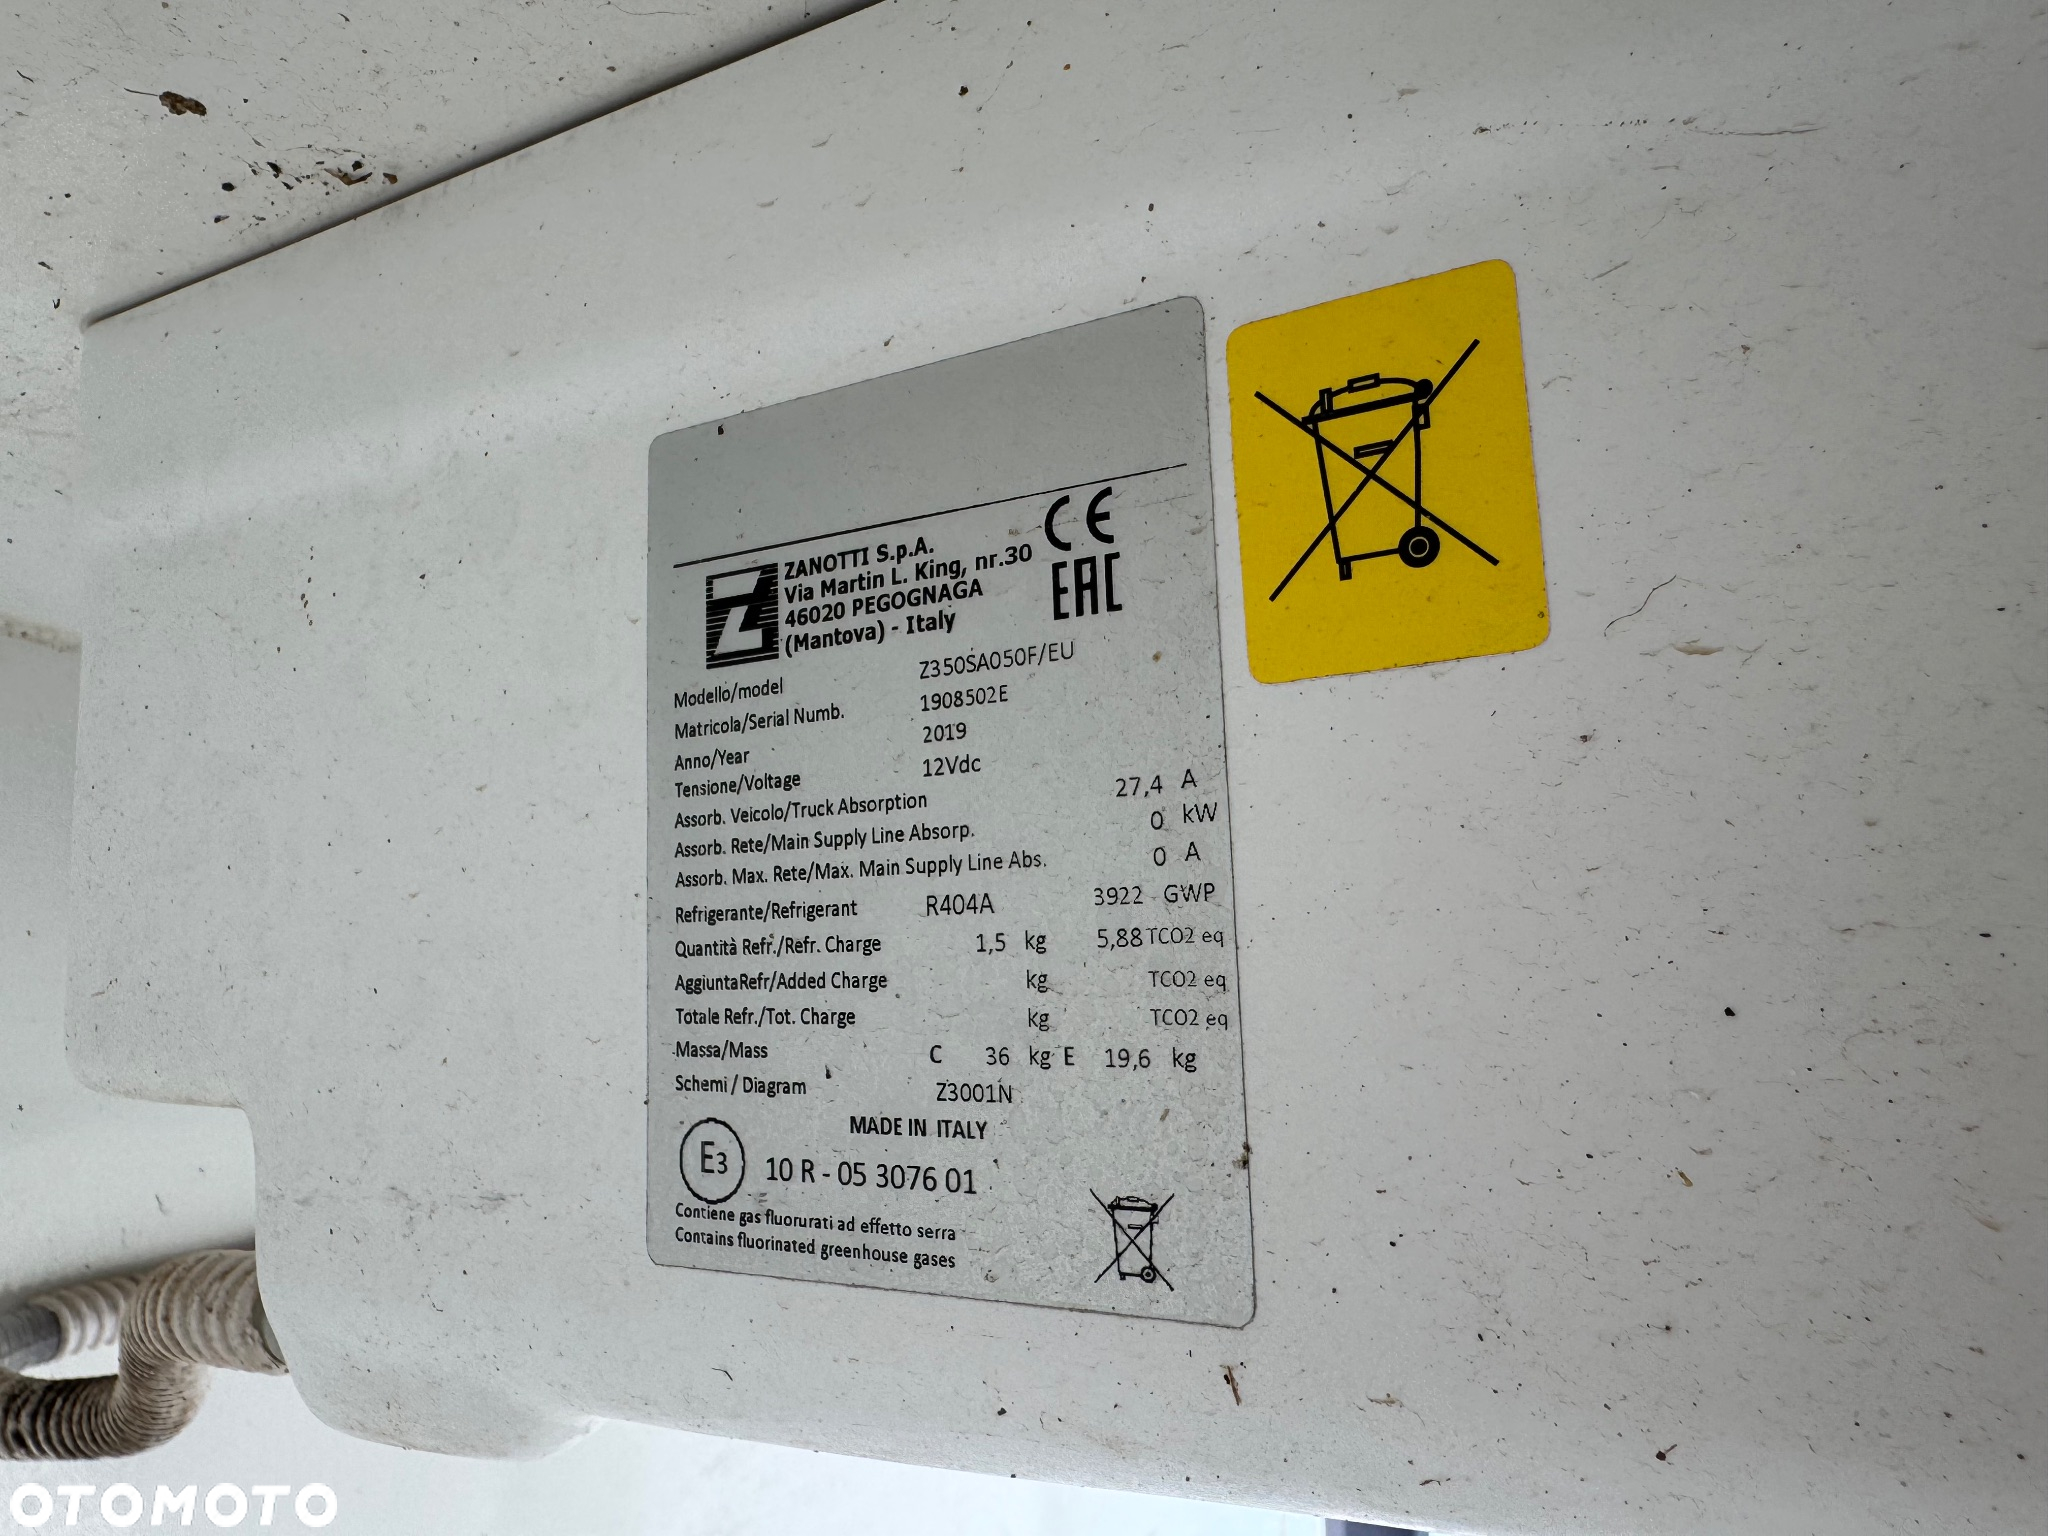 CE
EAC
ZANOTTI S.p.A.
Via Martin L. King, nr.30
46020 PEGOGNAGA
(Mantova) - Italy
Modello/model Z350SA050F/EU
Matricola/Serial Numb. 1908502E
Anno/Year 2019
Tensione/Voltage 12Vdc
Assorb. Veicolo/Truck Absorption 27,4 A
Assorb. Rete/Main Supply Line Absorp. 0 kW
Assorb. Max. Rete/Max. Main Supply Line Abs. 0 A
Refrigerante/Refrigerant R404A 3922 GWP
Quantità Refr./Refr. Charge 1,5 kg 5,88 TCO2 eq
AggiuntaRefr/Added Charge kg TCO2 eq
Totale Refr./Tot. Charge kg TCO2 eq
Massa/Mass C 36 kg E 19,6 kg
Schemi / Diagram Z3001N
MADE IN ITALY
E3 10 R - 05 3076 01
Contiene gas fluorurati ad effetto serra
Contains fluorinated greenhouse gases
OTOMOTO